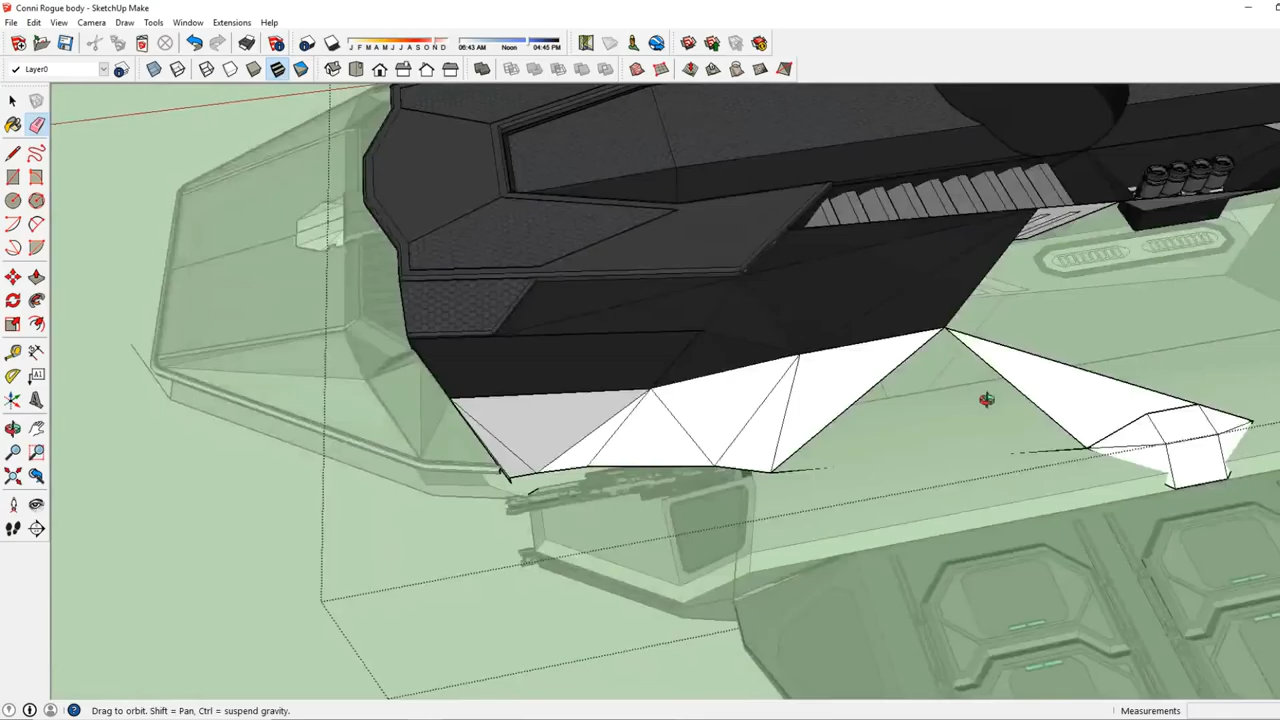 Conni Rogue body - SketchUp Make
File Edit View Camera Draw Tools Window Extensions Help
J F M A M J J A S O N D
06:43 AM Noon 04:45 PM
Layer0
A1
Drag to orbit. Shift = Pan, Ctrl = suspend gravity.
Measurements